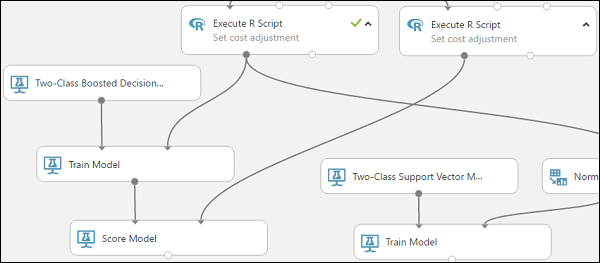 Execute R Script
Set cost adjustment
Execute R Script
Set cost adjustment
Two-Class Boosted Decision...
Train Model
Two-Class Support Vector M...
Norm
Score Model
Train Model